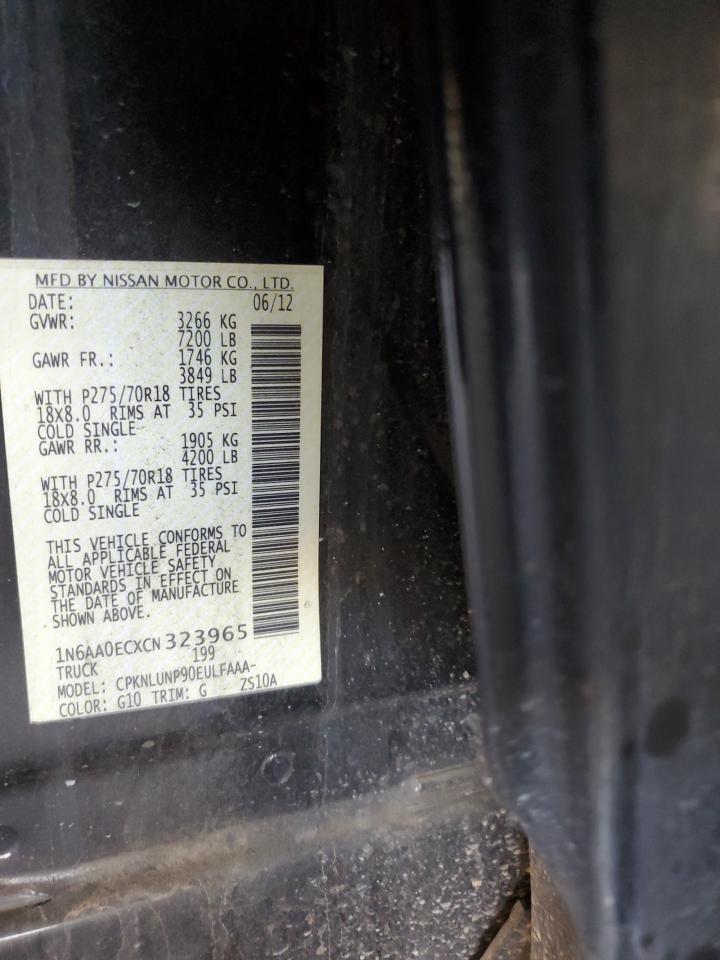 MFD BY NISSAN MOTOR CO., LTD.
DATE: 06/12
GVWR: 3266 KG
7200 LB
GAWR FR.: 1746 KG
3849 LB
WITH P275/70R18 TIRES
18X8.0 RIMS AT 35 PSI
COLD SINGLE
GAWR RR.: 1905 KG
4200 LB
WITH P275/70R18 TIRES
18X8.0 RIMS AT 35 PSI
COLD SINGLE
THIS VEHICLE CONFORMS TO
ALL APPLICABLE FEDERAL
MOTOR VEHICLE SAFETY
STANDARDS IN EFFECT ON
THE DATE OF MANUFACTURE
SHOWN ABOVE.
1N6AA0ECXCN323965
TRUCK 199
MODEL: CPKNLUNP90EULFAAA-
COLOR: G10 TRIM: G ZS10A